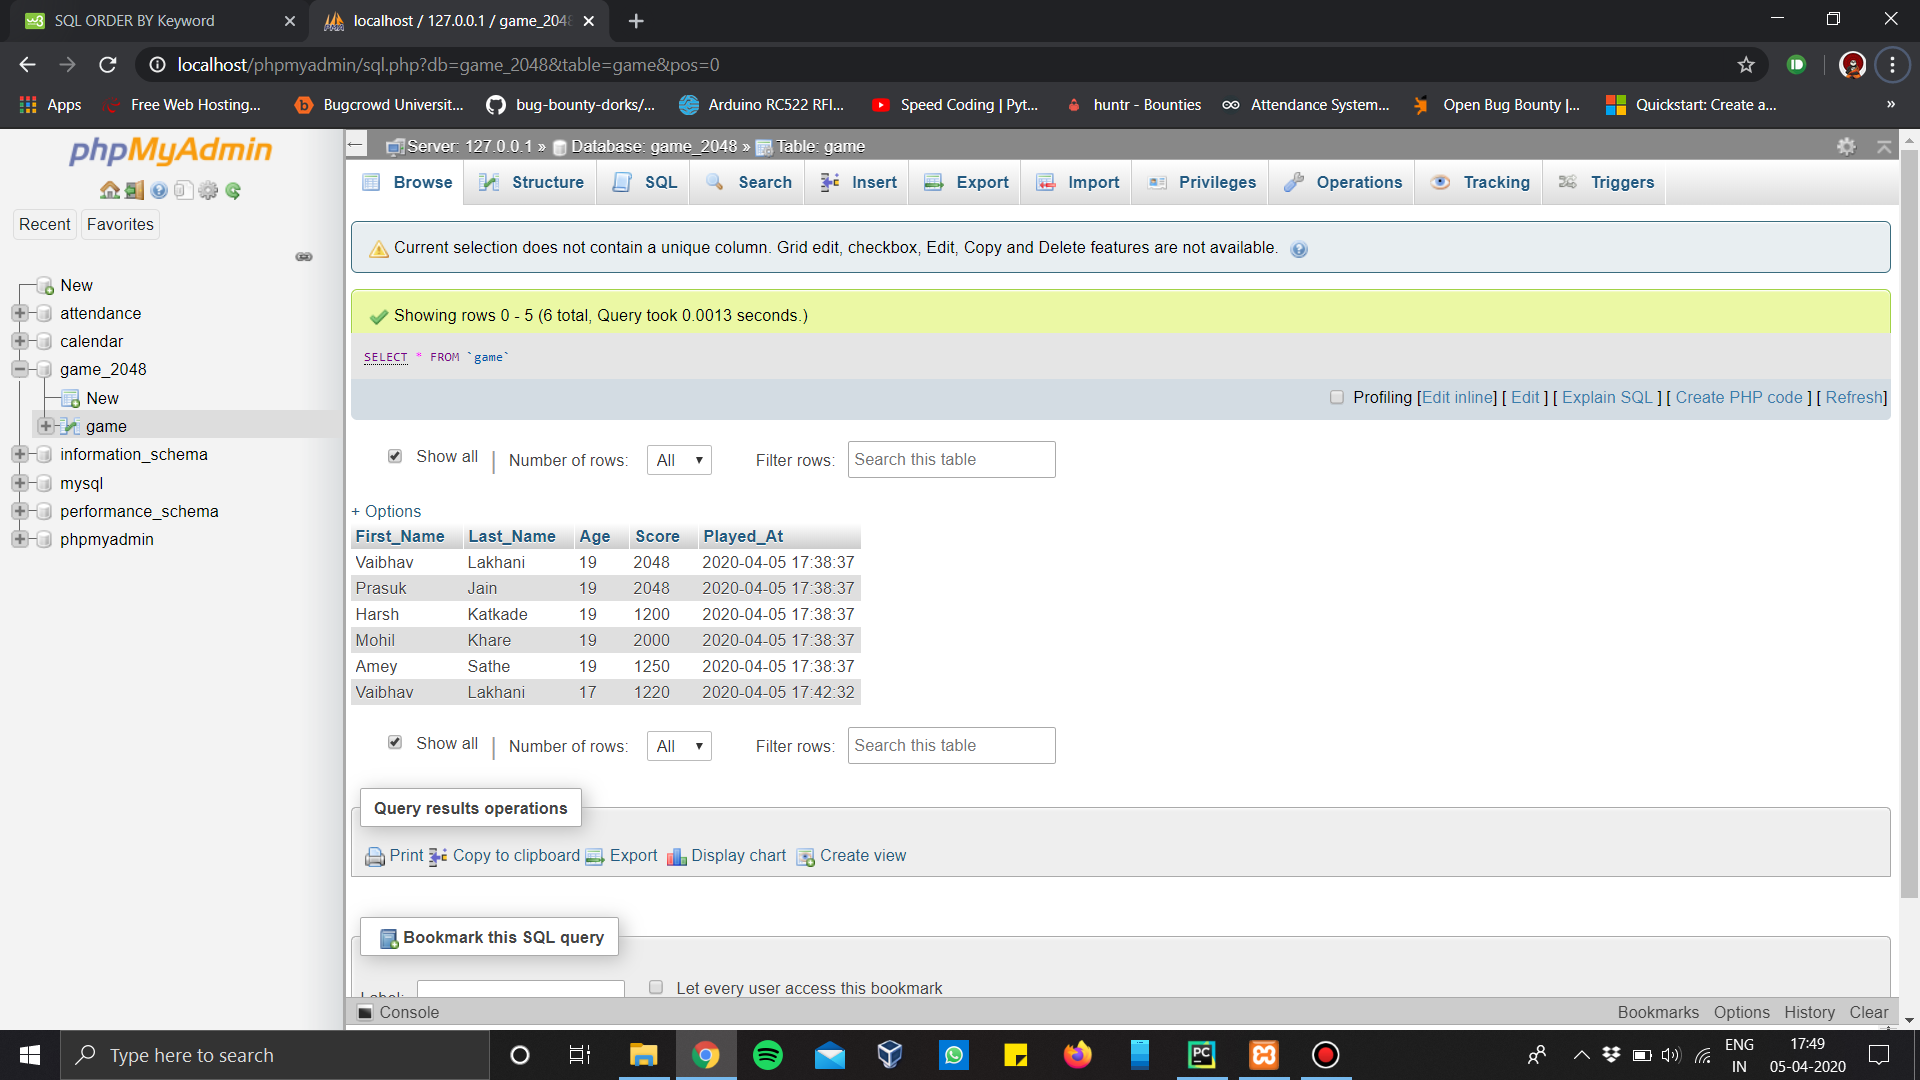 SQL ORDER BY Keyword
localhost / 127.0.0.1 / game_2048
localhost/phpmyadmin/sql.php?db=game_2048&table=game&pos=0
Apps Free Web Hosting... Bugcrowd Universit... bug-bounty-dorks/... Arduino RC522 RFI... Speed Coding | Pyt... huntr - Bounties Attendance System... Open Bug Bounty |... Quickstart: Create a... »
phpMyAdmin
Recent Favorites
New
attendance
calendar
game_2048
New
game
information_schema
mysql
performance_schema
phpmyadmin
Server: 127.0.0.1 » Database: game_2048 » Table: game
Browse Structure SQL Search Insert Export Import Privileges Operations Tracking Triggers
Current selection does not contain a unique column. Grid edit, checkbox, Edit, Copy and Delete features are not available.
Showing rows 0 - 5 (6 total, Query took 0.0013 seconds.)
SELECT * FROM `game`
Profiling [Edit inline] [ Edit ] [ Explain SQL ] [ Create PHP code ] [ Refresh]
Show all | Number of rows: All Filter rows: Search this table
+ Options
First_Name Last_Name Age Score Played_At
Vaibhav Lakhani 19 2048 2020-04-05 17:38:37
Prasuk Jain 19 2048 2020-04-05 17:38:37
Harsh Katkade 19 1200 2020-04-05 17:38:37
Mohil Khare 19 2000 2020-04-05 17:38:37
Amey Sathe 19 1250 2020-04-05 17:38:37
Vaibhav Lakhani 17 1220 2020-04-05 17:42:32
Show all | Number of rows: All Filter rows: Search this table
Query results operations
Print Copy to clipboard Export Display chart Create view
Bookmark this SQL query
Label: Let every user access this bookmark
Console Bookmarks Options History Clear
Type here to search
ENG
IN
17:49
05-04-2020